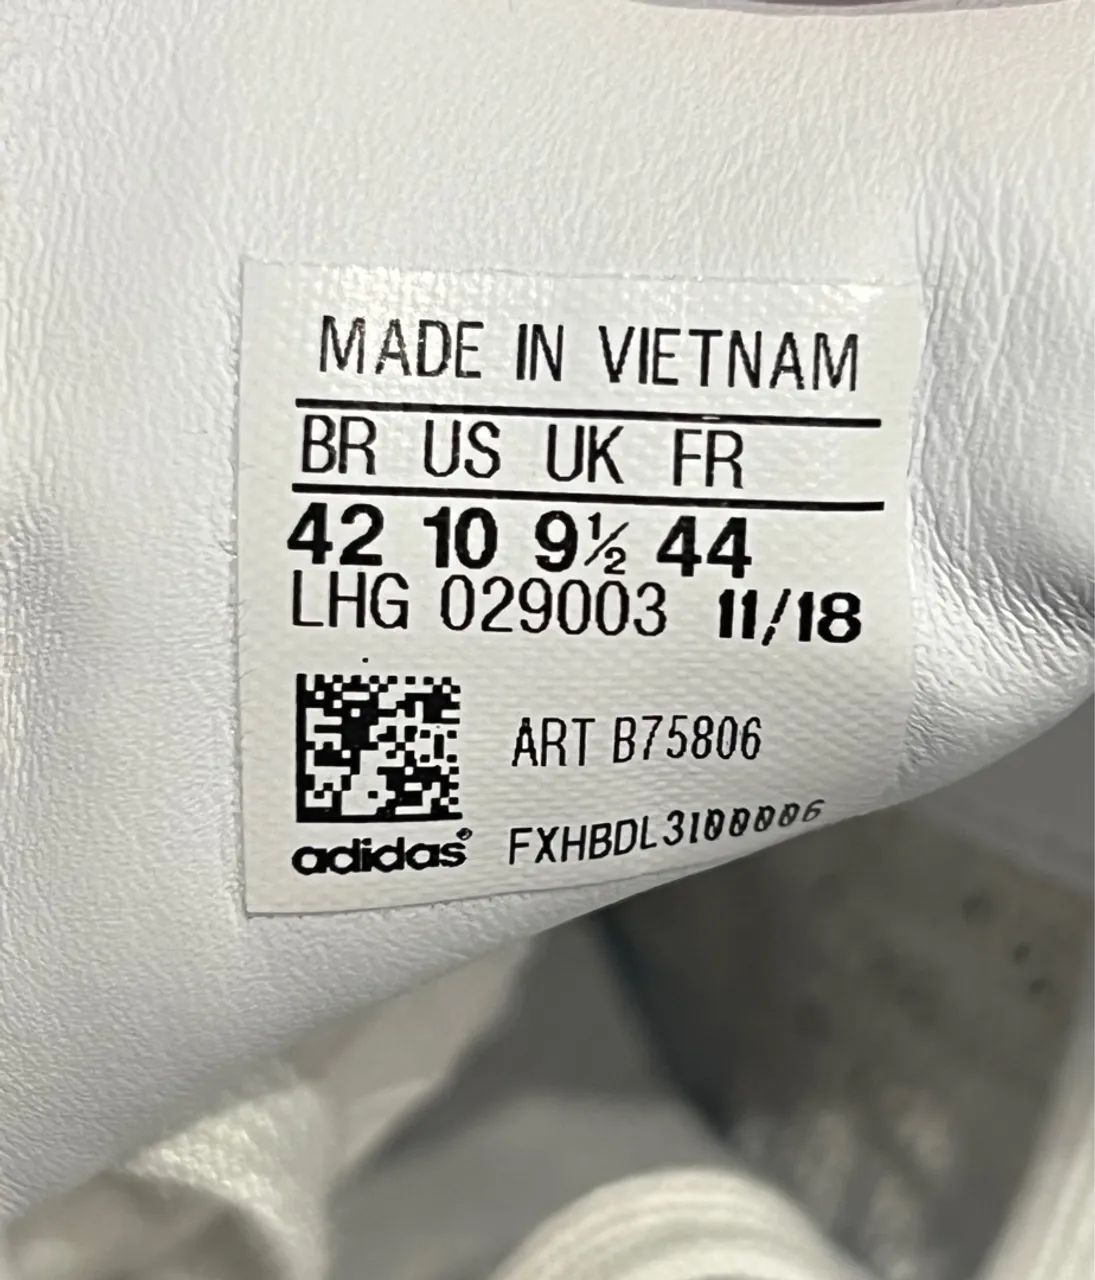 MADE IN VIETNAM
BR US UK FR
42 10 9½ 44
LHG 029003 11/18
ART B75806
adidas® FXHBDL3100006